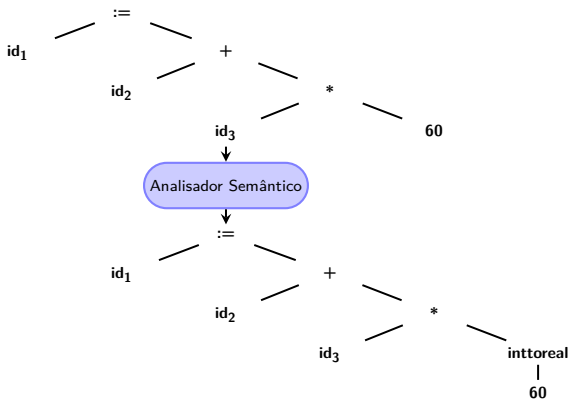 :=
id1 +
id2 *
id3 60
Analisador Semântico
:=
id1 +
id2 *
id3 inttoreal
60